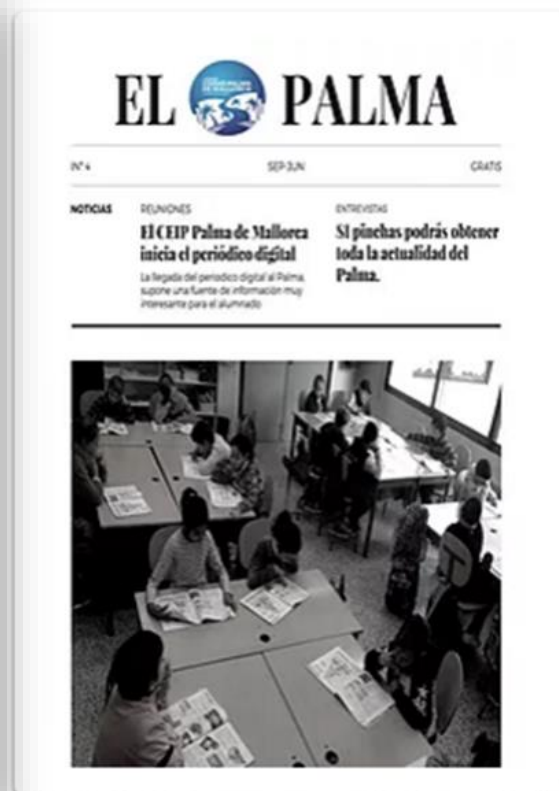 EL PALMA
Nº 4 SEP-JUN GRATIS
NOTICIAS
REUNIONES
El CEIP Palma de Mallorca
inicia el periódico digital
La llegada del periodico digital al Palma,
supone una fuente de información muy
interesante para el alumnado
ENTREVISTAS
SI pinchas podrás obtener
toda la actualidad del
Palma.